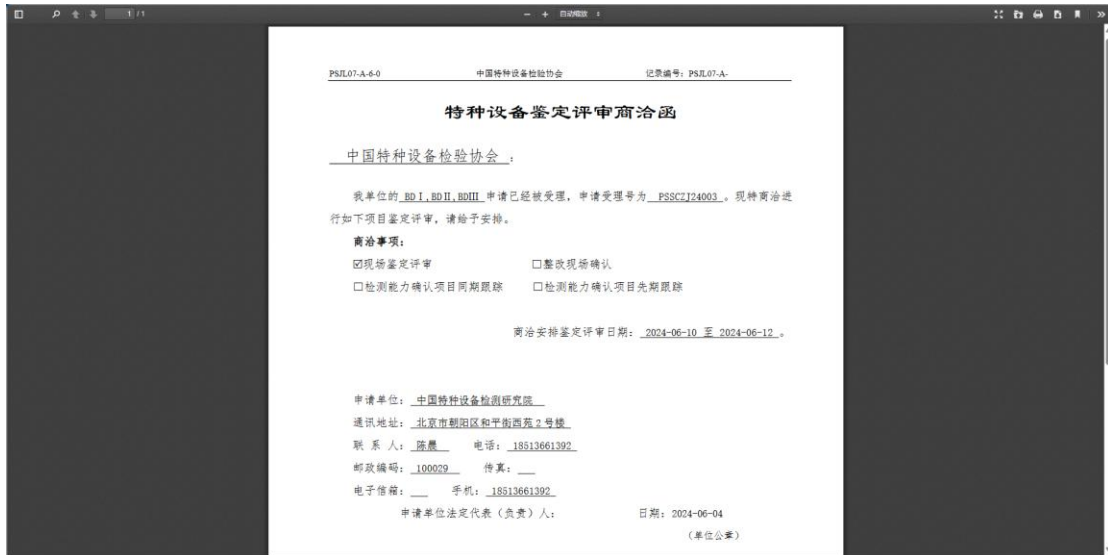 1 / 1
自动缩放
PSJL07-A-6-0 中国特种设备检验协会 记录编号：PSJL07-A-
特种设备鉴定评审商洽函
中国特种设备检验协会 ：
我单位的 BDⅠ,BDⅡ,BDⅢ 申请已经被受理，申请受理号为 PSSCZJ24003 。现特商洽进
行如下项目鉴定评审，请给予安排。
商洽事项：
☑现场鉴定评审 □整改现场确认
□检测能力确认项目同期跟踪 □检测能力确认项目先期跟踪
商洽安排鉴定评审日期： 2024-06-10 至 2024-06-12 。
申请单位： 中国特种设备检测研究院
通讯地址： 北京市朝阳区和平街西苑2号楼
联 系 人： 陈晨 电话： 18513661392
邮政编码： 100029 传真：
电子信箱： 手机： 18513661392
申请单位法定代表（负责）人： 日期：2024-06-04
（单位公章）